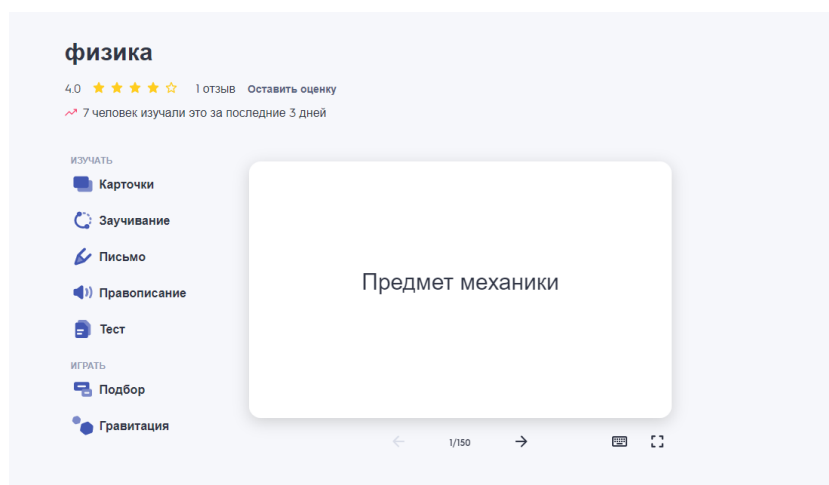 физика
4.0 1 отзыв Оставить оценку
7 человек изучали это за последние 3 дней
ИЗУЧАТЬ
Карточки
Заучивание
Письмо
Правописание
Тест
ИГРАТЬ
Подбор
Гравитация
Предмет механики
1/150